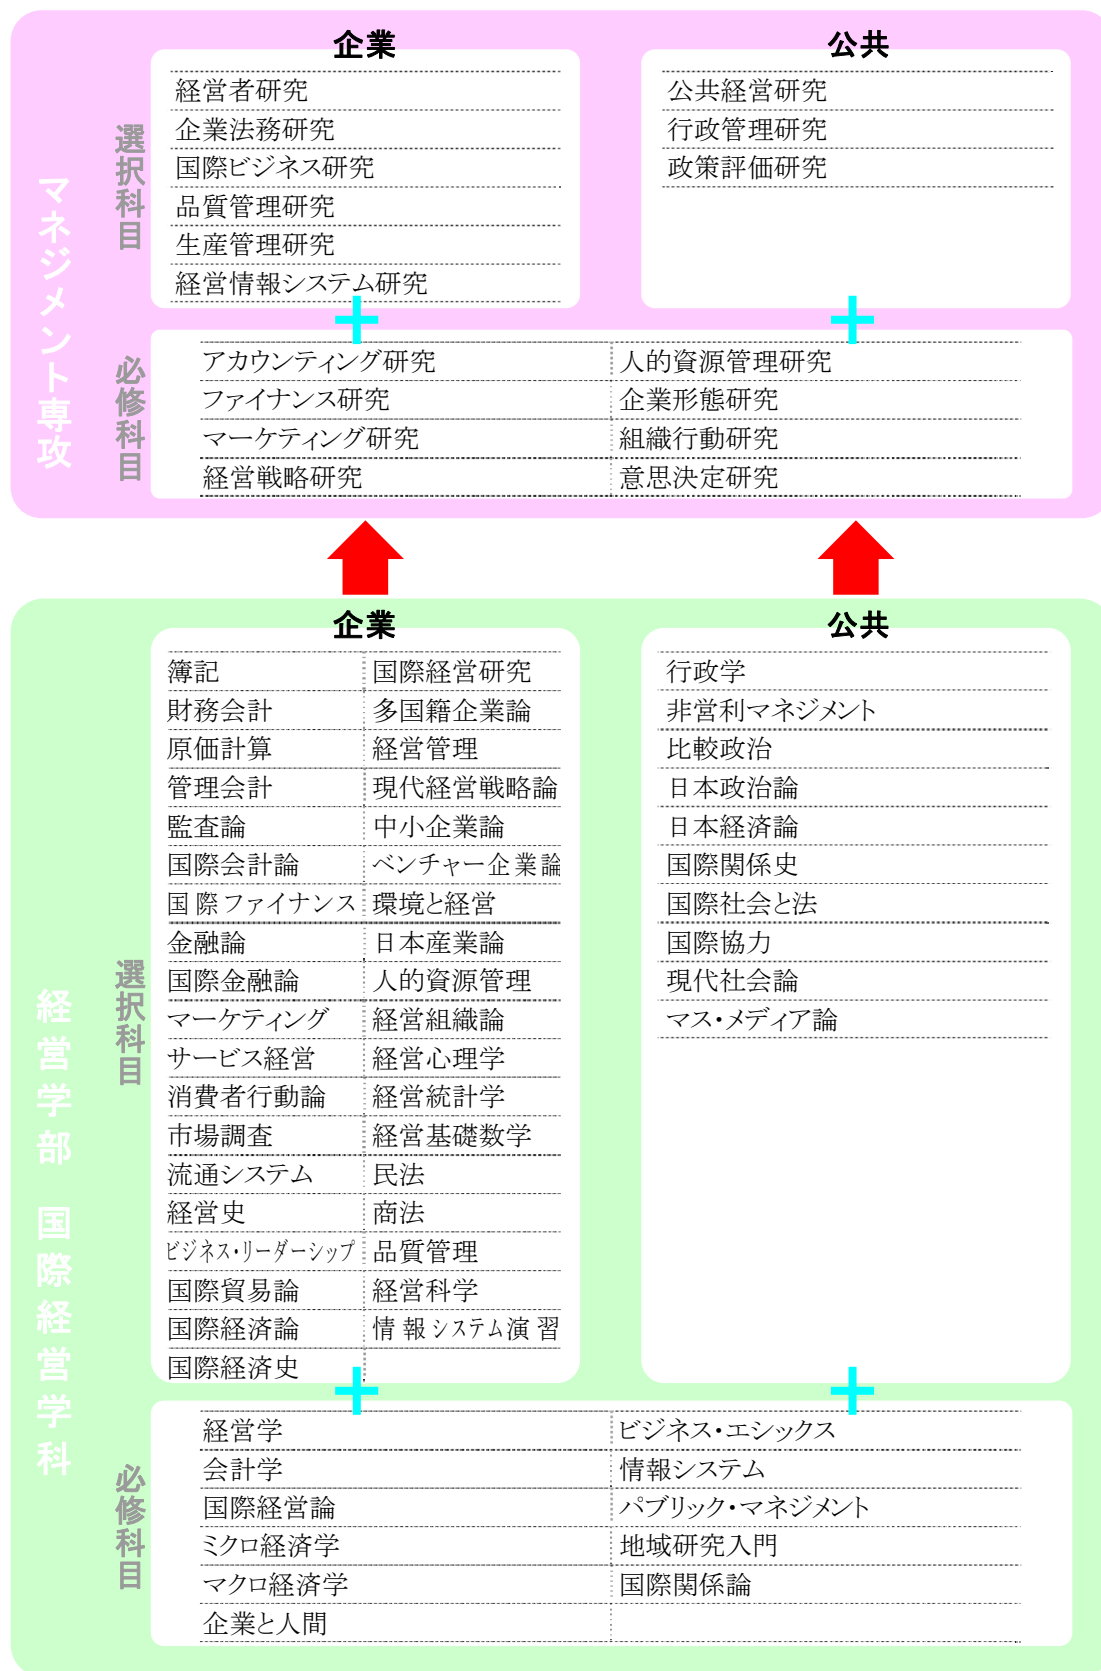 マネジメント専攻
選択科目
企業
経営者研究
企業法務研究
国際ビジネス研究
品質管理研究
生産管理研究
経営情報システム研究
公共
公共経営研究
行政管理研究
政策評価研究
必修科目
アカウンティング研究
ファイナンス研究
マーケティング研究
経営戦略研究
人的資源管理研究
企業形態研究
組織行動研究
意思決定研究
経営学部 国際経営学科
選択科目
企業
簿記
財務会計
原価計算
管理会計
監査論
国際会計論
国際ファイナンス
金融論
国際金融論
マーケティング
サービス経営
消費者行動論
市場調査
流通システム
経営史
ビジネス・リーダーシップ
国際貿易論
国際経済論
国際経済史
国際経営研究
多国籍企業論
経営管理
現代経営戦略論
中小企業論
ベンチャー企業論
環境と経営
日本産業論
人的資源管理
経営組織論
経営心理学
経営統計学
経営基礎数学
民法
商法
品質管理
経営科学
情報システム演習
公共
行政学
非営利マネジメント
比較政治
日本政治論
日本経済論
国際関係史
国際社会と法
国際協力
現代社会論
マス・メディア論
必修科目
経営学
会計学
国際経営論
ミクロ経済学
マクロ経済学
企業と人間
ビジネス・エシックス
情報システム
パブリック・マネジメント
地域研究入門
国際関係論